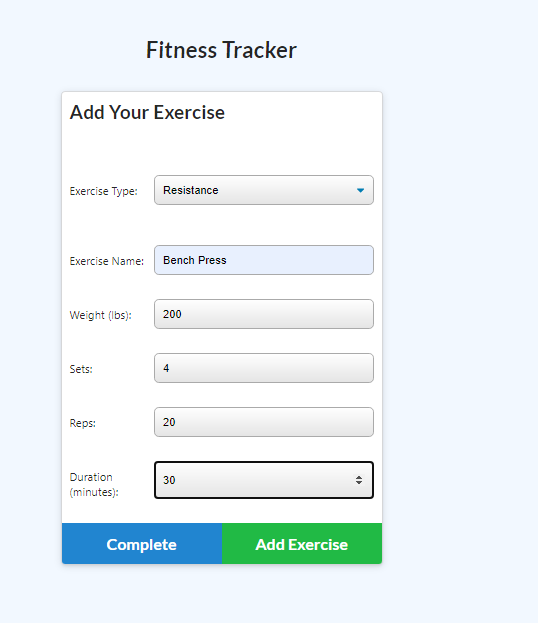 Fitness Tracker
Add Your Exercise
Exercise Type: Resistance
Exercise Name: Bench Press
Weight (lbs): 200
Sets: 4
Reps: 20
Duration (minutes): 30
Complete Add Exercise